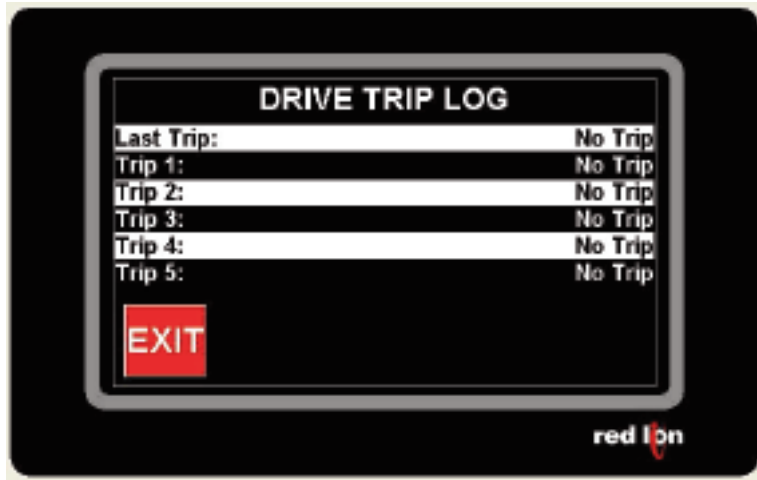 DRIVE TRIP LOG
Last Trip: No Trip
Trip 1: No Trip
Trip 2: No Trip
Trip 3: No Trip
Trip 4: No Trip
Trip 5: No Trip
EXIT
red lion